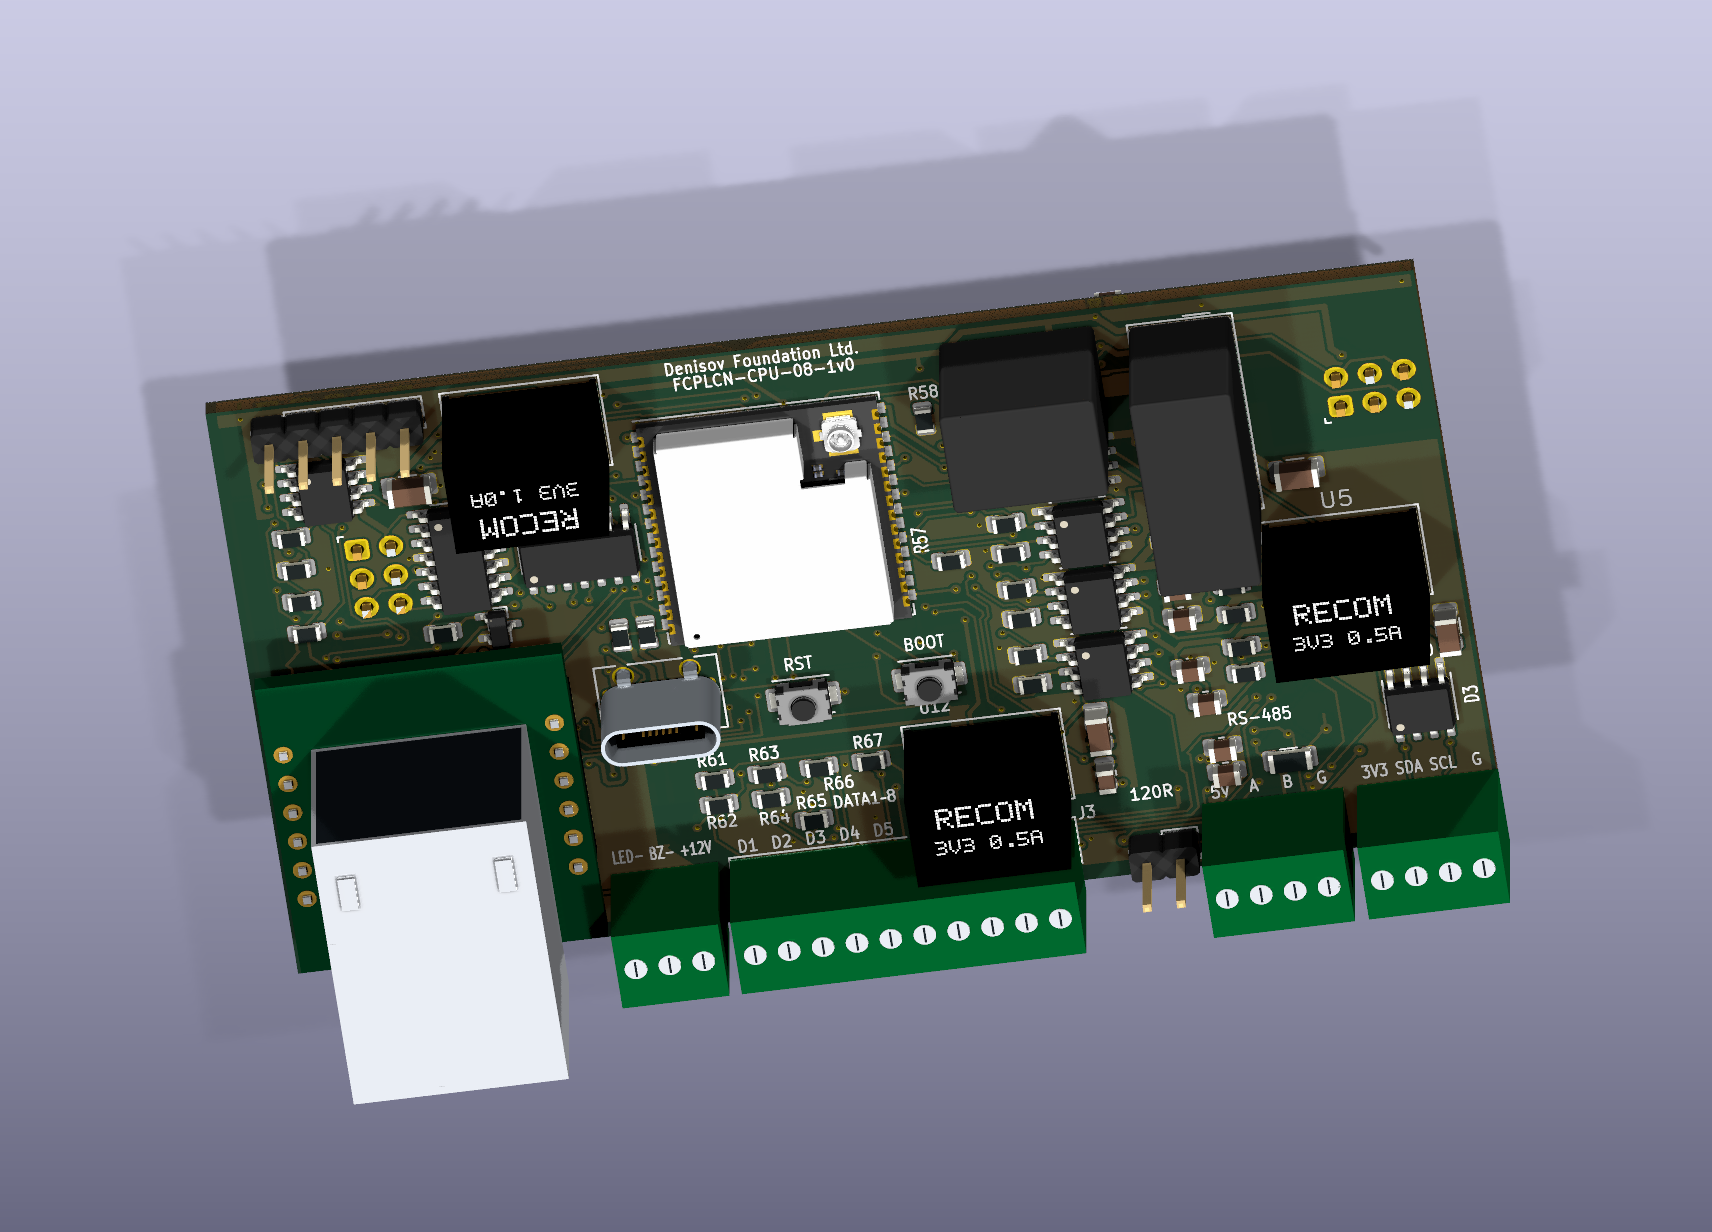 Denisov Foundation Ltd.
FCPLCN-CPU-08-1v0
R58
3V3 1.0A
RECOM
U5
R57
RECOM
3V3 0.5A
BOOT
RST
U12
D3
RS-485
R61
R63
R67
R66
R62
R64
R65
DATA1-8
RECOM
3V3 0.5A
J3
120R
5v A B G
3V3 SDA SCL G
LED- BZ- +12V
D1 D2 D3 D4 D5